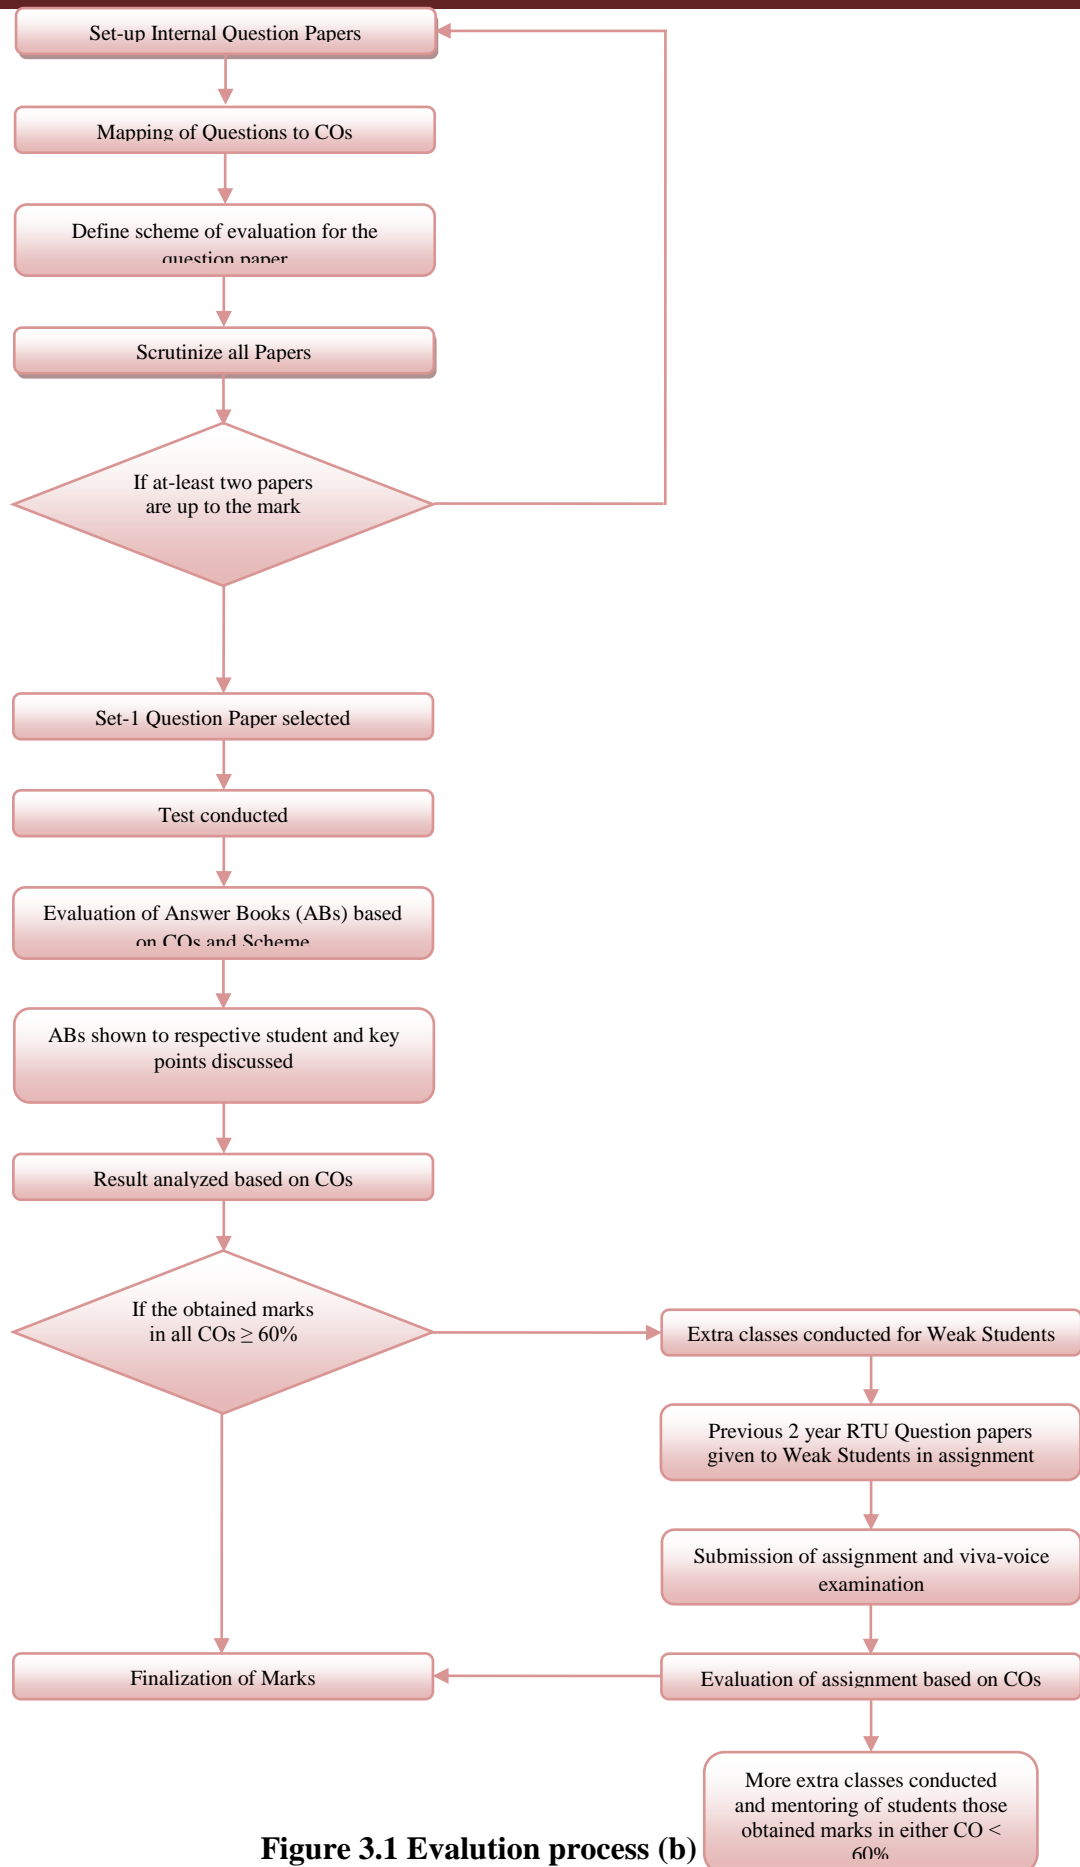 Set-up Internal Question Papers
Mapping of Questions to COs
Define scheme of evaluation for the
question paper
Scrutinize all Papers
If at-least two papers
are up to the mark
Set-1 Question Paper selected
Test conducted
Evaluation of Answer Books (ABs) based
on COs and Scheme
ABs shown to respective student and key
points discussed
Result analyzed based on COs
If the obtained marks
in all COs ≥ 60%
Extra classes conducted for Weak Students
Previous 2 year RTU Question papers
given to Weak Students in assignment
Submission of assignment and viva-voice
examination
Evaluation of assignment based on COs
Finalization of Marks
More extra classes conducted
and mentoring of students those
obtained marks in either CO <
60%
Figure 3.1 Evalution process (b)